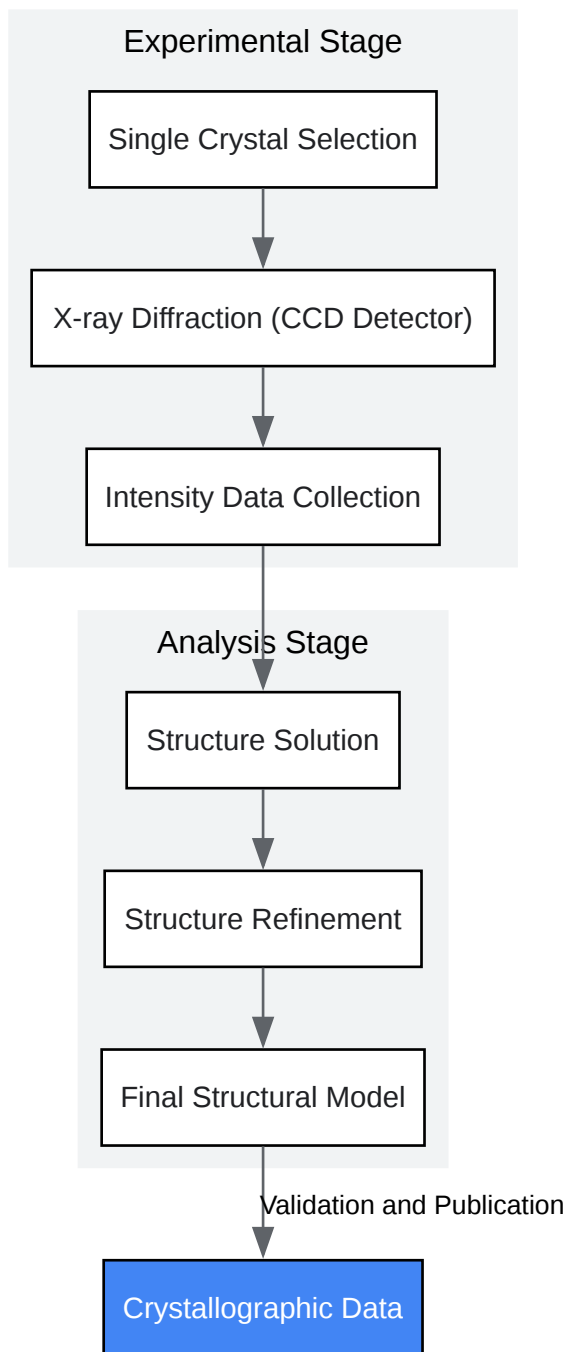 Experimental Stage
Single Crystal Selection
X-ray Diffraction (CCD Detector)
Intensity Data Collection
Analysis Stage
Structure Solution
Structure Refinement
Final Structural Model
Validation and Publication
Crystallographic Data